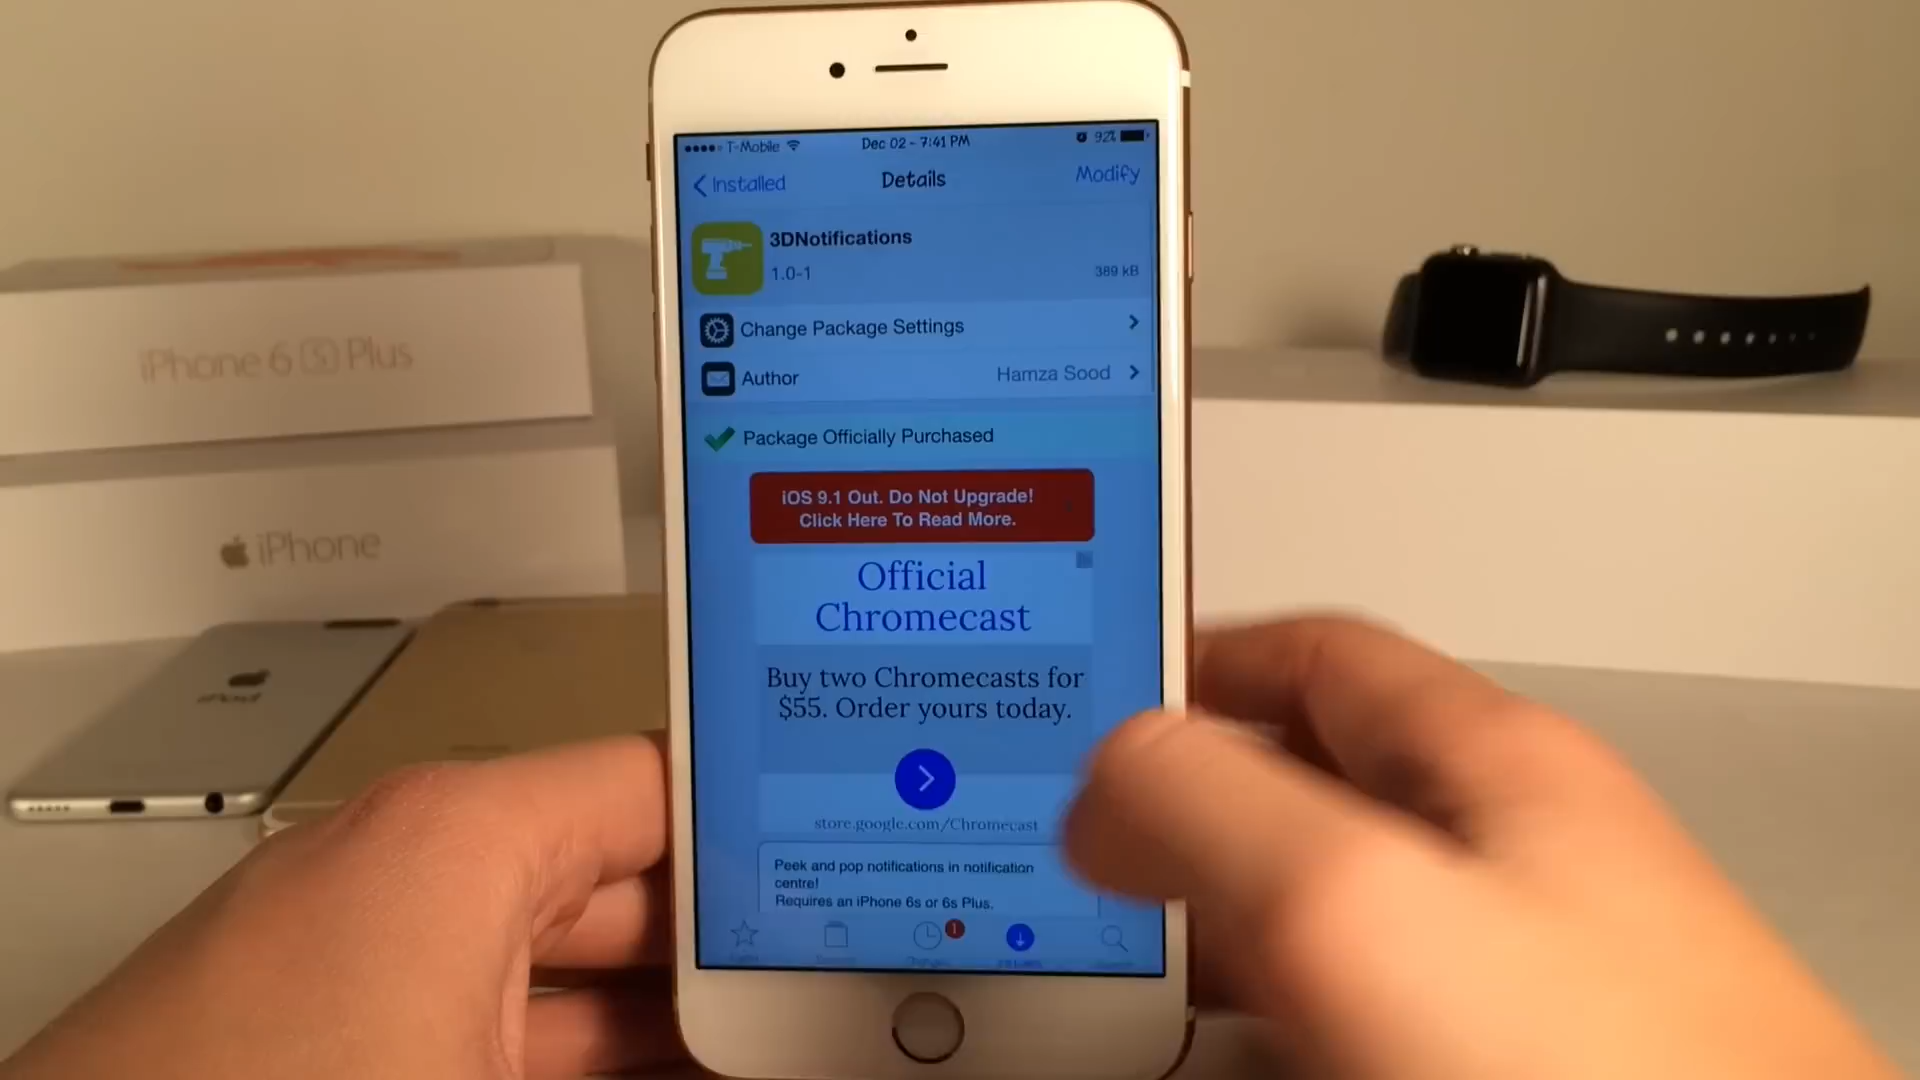 T-Mobile
Dec 02 - 7:41 PM
92%
Installed
Details
Modify
3DNotifications
1.0-1
389 kB
Change Package Settings
Author
Hamza Sood
Package Officially Purchased
iOS 9.1 Out. Do Not Upgrade!
Click Here To Read More.
Official
Chromecast
Buy two Chromecasts for
$55. Order yours today.
store.google.com/Chromecast
Peek and pop notifications in notification
centre!
Requires an iPhone 6s or 6s Plus.
1
iPhone 6 S Plus
iPhone
iPod